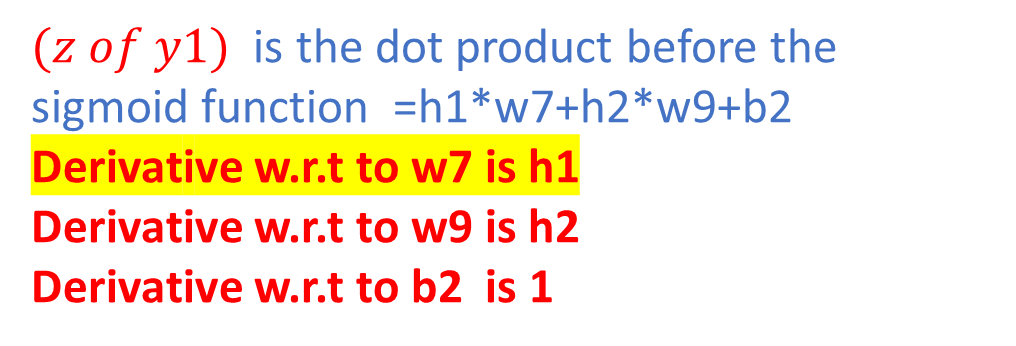 (z of y1) is the dot product before the
sigmoid function =h1*w7+h2*w9+b2
Derivative w.r.t to w7 is h1
Derivative w.r.t to w9 is h2
Derivative w.r.t to b2 is 1